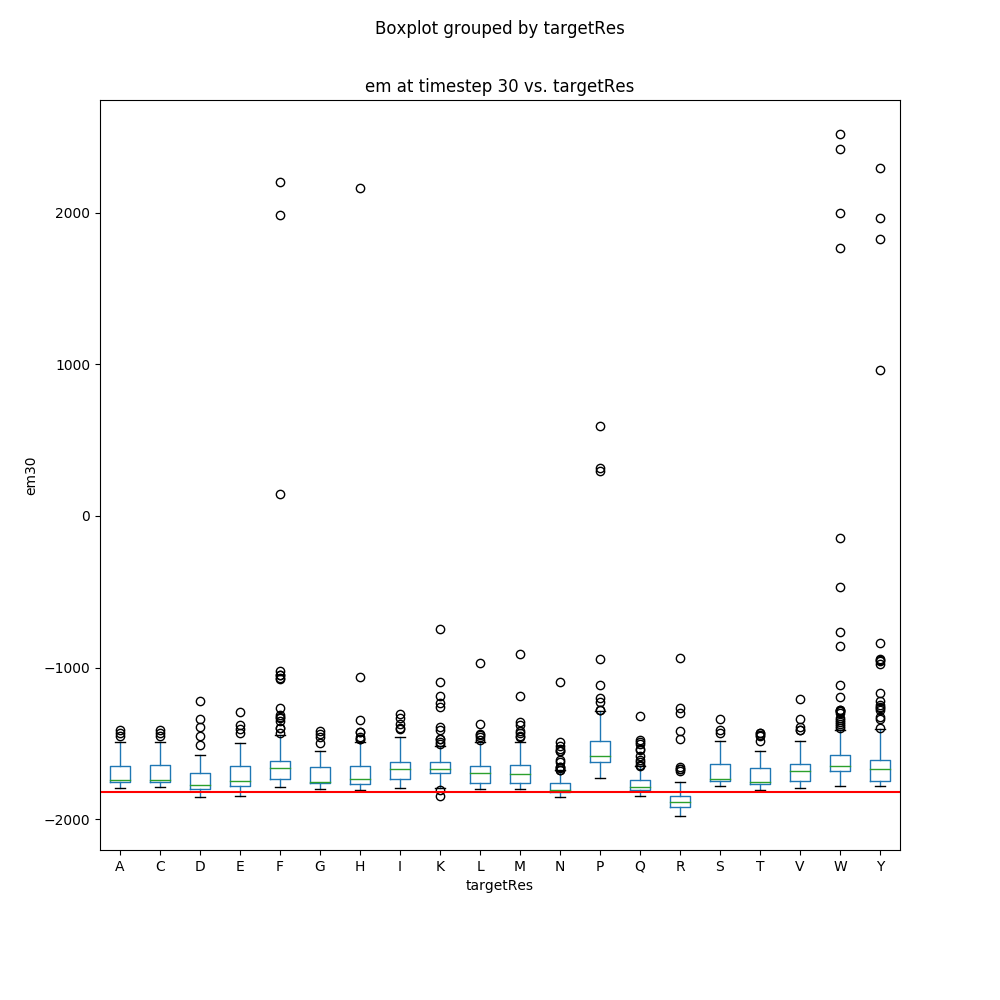 Boxplot grouped by targetRes
em at timestep 30 vs. targetRes
2000
1000
0
−1000
−2000
em30
A C D E F G H I K L M N P Q R S T V W Y
targetRes